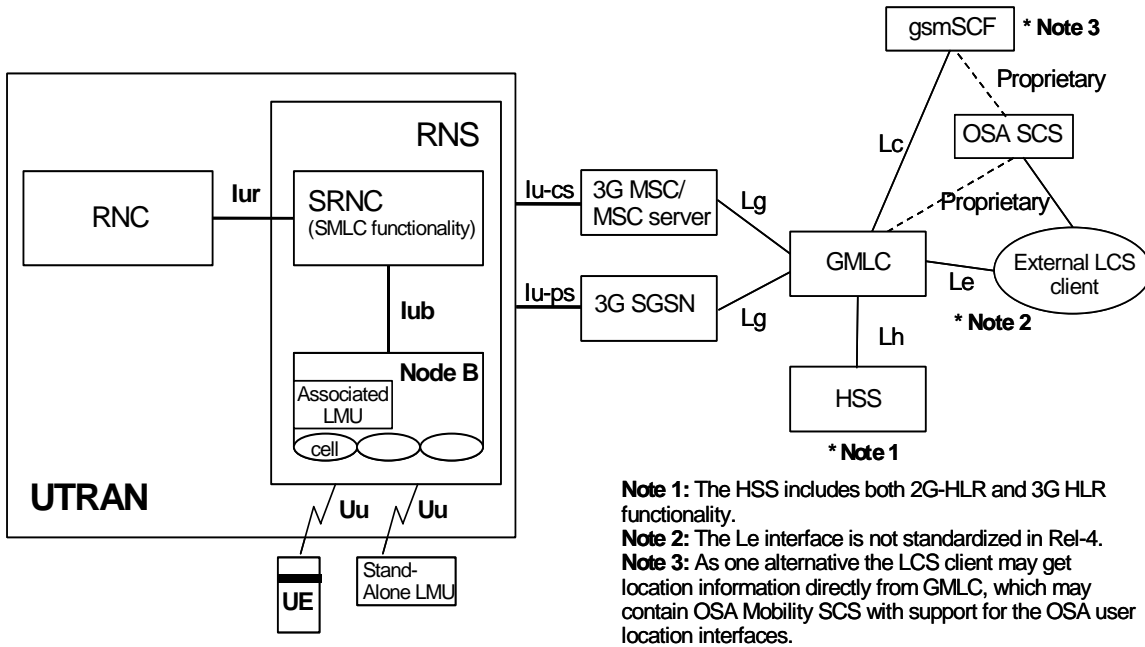 gsmSCF
* Note 3
Proprietary
RNS
OSA SCS
Lc
Iur
Iu-cs
RNC
SRNC
(SMLC functionality)
3G MSC/
MSC server
Lg
Proprietary
GMLC
External LCS
client
Le
Iu-ps
3G SGSN
Lg
* Note 2
Iub
Lh
Node B
Associated
LMU
HSS
cell
* Note 1
UTRAN
Uu
Uu
UE
Stand-
Alone LMU
Note 1: The HSS includes both 2G-HLR and 3G HLR
functionality.
Note 2: The Le interface is not standardized in Rel-4.
Note 3: As one alternative the LCS client may get
location information directly from GMLC, which may
contain OSA Mobility SCS with support for the OSA user
location interfaces.